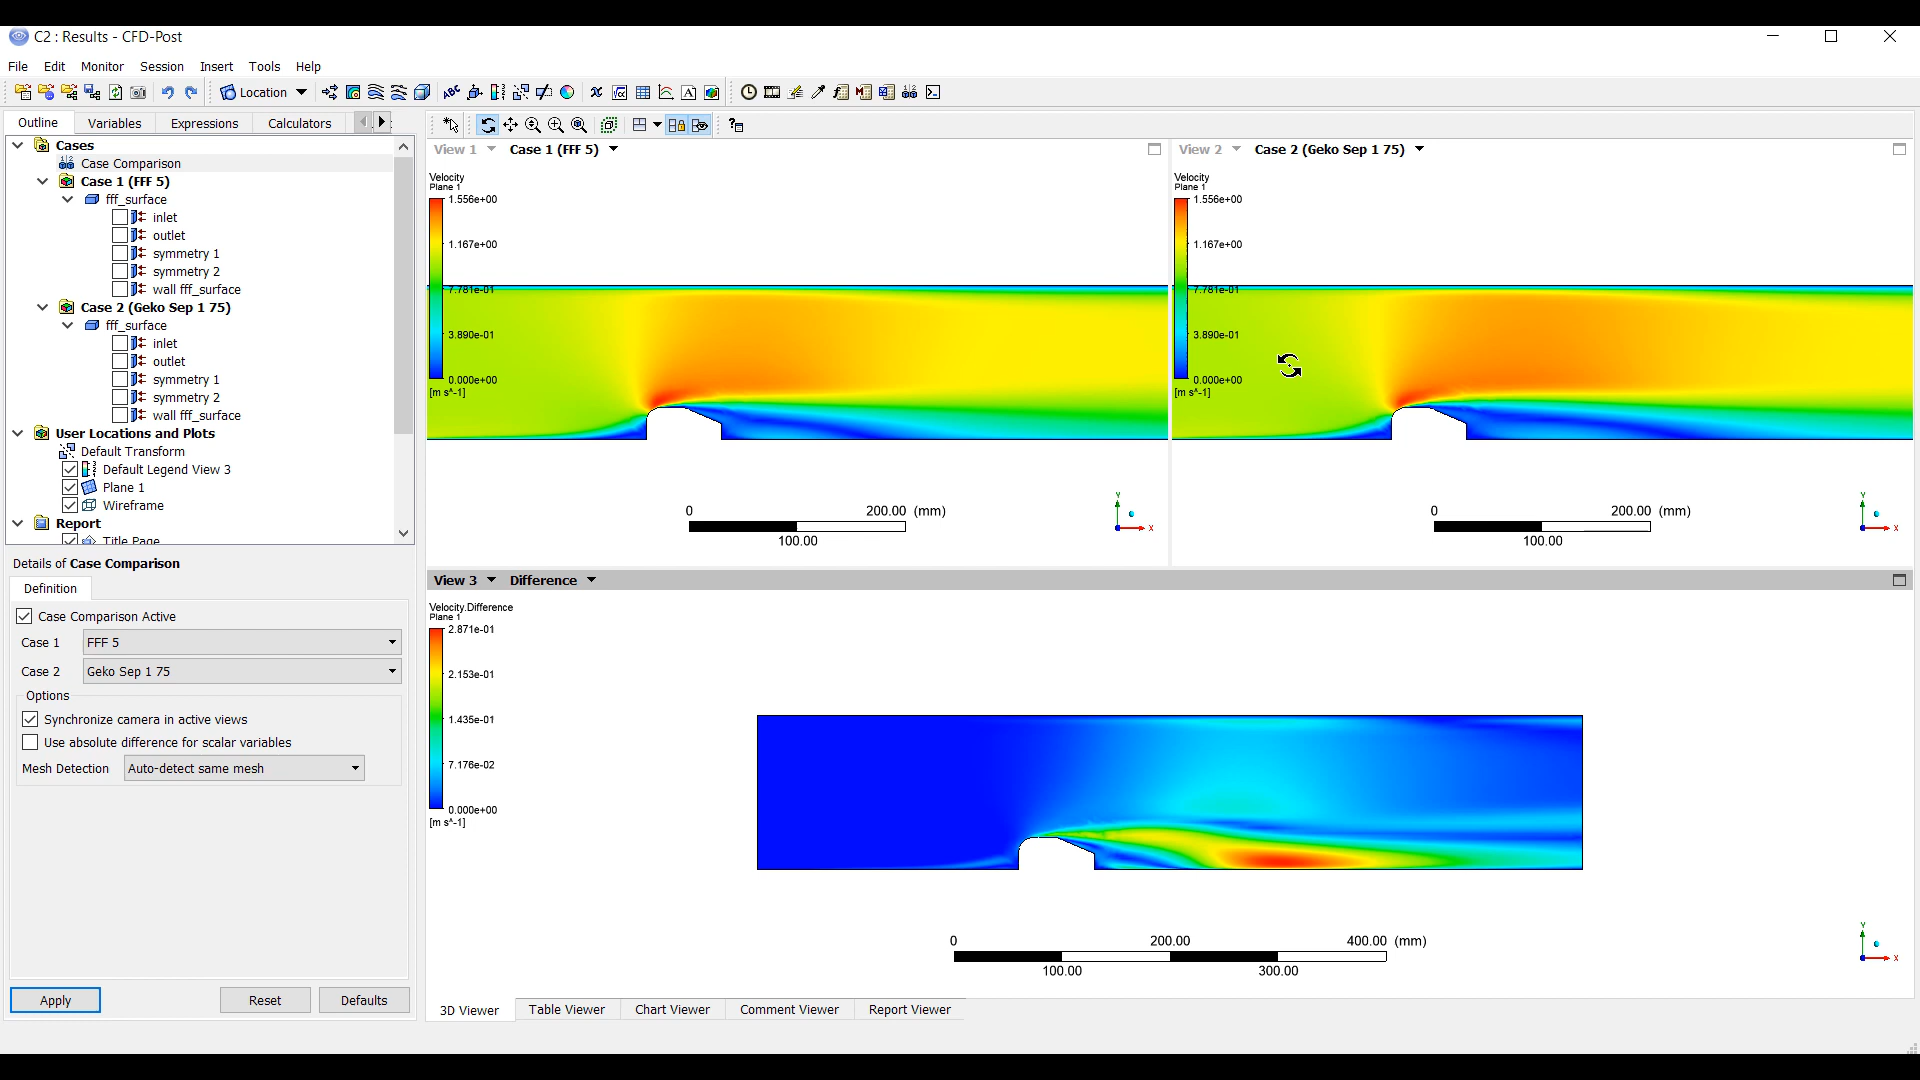 C2 : Results - CFD-Post
File Edit Monitor Session Insert Tools Help
Location
Outline Variables Expressions Calculators
Cases
Case Comparison
Case 1 (FFF 5)
fff_surface
inlet
outlet
symmetry 1
symmetry 2
wall fff_surface
Case 2 (Geko Sep 1 75)
fff_surface
inlet
outlet
symmetry 1
symmetry 2
wall fff_surface
User Locations and Plots
Default Transform
Default Legend View 3
Plane 1
Wireframe
Report
Title Page
Details of Case Comparison
Definition
Case Comparison Active
Case 1 FFF 5
Case 2 Geko Sep 1 75
Options
Synchronize camera in active views
Use absolute difference for scalar variables
Mesh Detection Auto-detect same mesh
Apply Reset Defaults
View 1 Case 1 (FFF 5)
Velocity
Plane 1
1.556e+00
1.167e+00
7.781e-01
3.890e-01
0.000e+00
[m s^-1]
0 200.00 (mm)
100.00
Y
X
View 2 Case 2 (Geko Sep 1 75)
Velocity
Plane 1
1.556e+00
1.167e+00
7.781e-01
3.890e-01
0.000e+00
[m s^-1]
0 200.00 (mm)
100.00
Y
X
View 3 Difference
Velocity.Difference
Plane 1
2.871e-01
2.153e-01
1.435e-01
7.176e-02
0.000e+00
[m s^-1]
0 200.00 400.00 (mm)
100.00 300.00
Y
X
3D Viewer Table Viewer Chart Viewer Comment Viewer Report Viewer